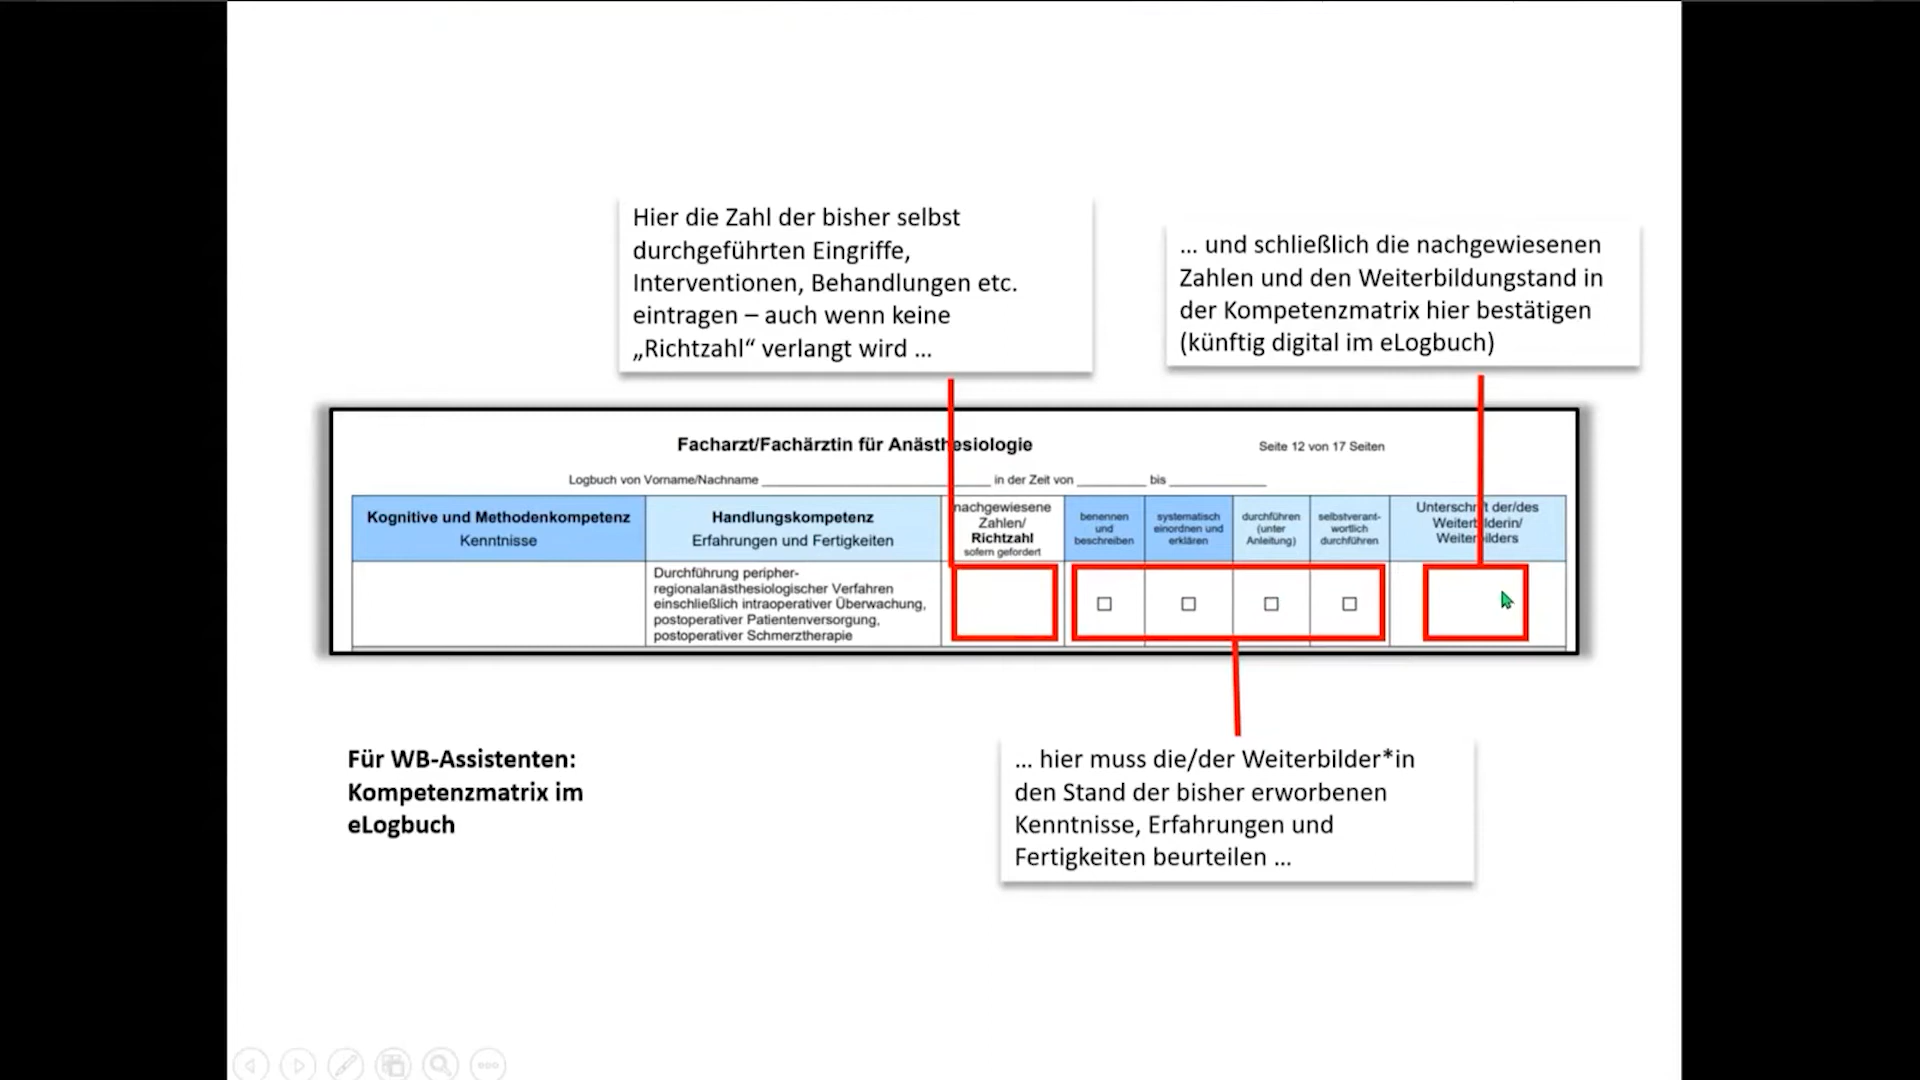 Hier die Zahl der bisher selbst
durchgeführten Eingriffe,
Interventionen, Behandlungen etc.
eintragen – auch wenn keine
„Richtzahl“ verlangt wird ...
... und schließlich die nachgewiesenen
Zahlen und den Weiterbildungstand in
der Kompetenzmatrix hier bestätigen
(künftig digital im eLogbuch)
Facharzt/Fachärztin für Anästhesiologie
Seite 12 von 17 Seiten
Logbuch von Vorname/Nachname ____________ in der Zeit von ________ bis ________
Kognitive und Methodenkompetenz
Kenntnisse
Handlungskompetenz
Erfahrungen und Fertigkeiten
nachgewiesene
Zahlen/
Richtzahl
sofern gefordert
benennen
und
beschreiben
systematisch
einordnen und
erklären
durchführen
(unter
Anleitung)
selbstverant-
wortlich
durchführen
Unterschrift der/des
Weiterbilderin/
Weiterbilders
Durchführung peripher-
regionalanästhesiologischer Verfahren
einschließlich intraoperativer Überwachung,
postoperativer Patientenversorgung,
postoperativer Schmerztherapie
Für WB-Assistenten:
Kompetenzmatrix im
eLogbuch
... hier muss die/der Weiterbilder*in
den Stand der bisher erworbenen
Kenntnisse, Erfahrungen und
Fertigkeiten beurteilen ...